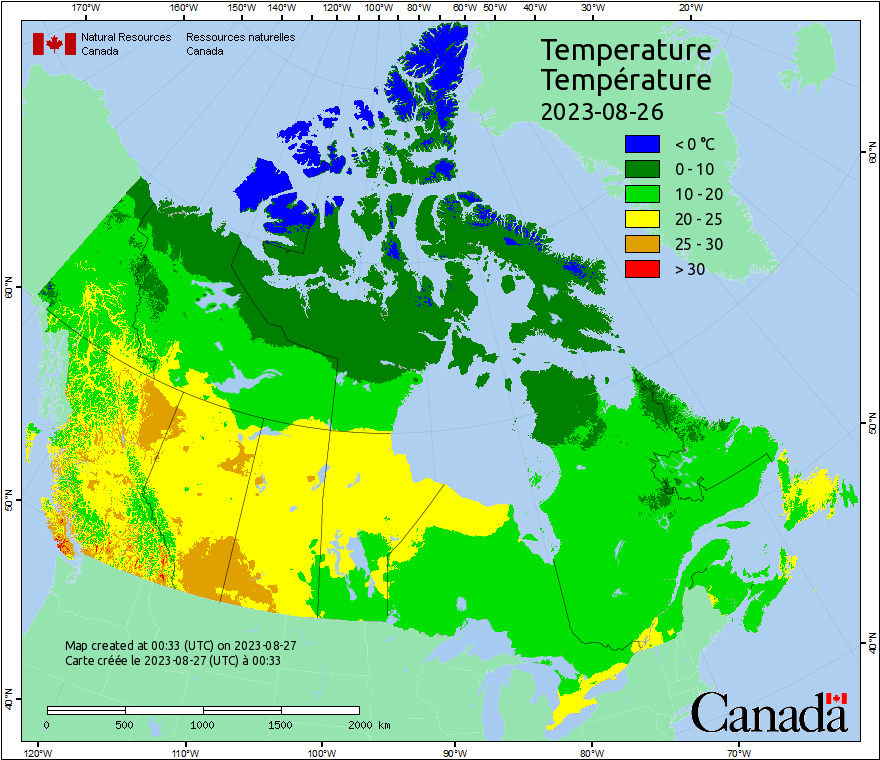 170°W 160°W 150°W 140°W 130°W 120°W 110°W 100°W 80°W 60°W 50°W 40°W 30°W 20°W
Natural Resources Ressources naturelles
Canada Canada
Temperature
Température
2023-08-26
< 0 °C
0 - 10
10 - 20
20 - 25
25 - 30
> 30
60°N 60°N
50°N 50°N
40°N 40°N
Map created at 00:33 (UTC) on 2023-08-27
Carte créée le 2023-08-27 (UTC) à 00:33
0 500 1000 1500 2000 km
Canada
120°W 110°W 100°W 90°W 80°W 70°W